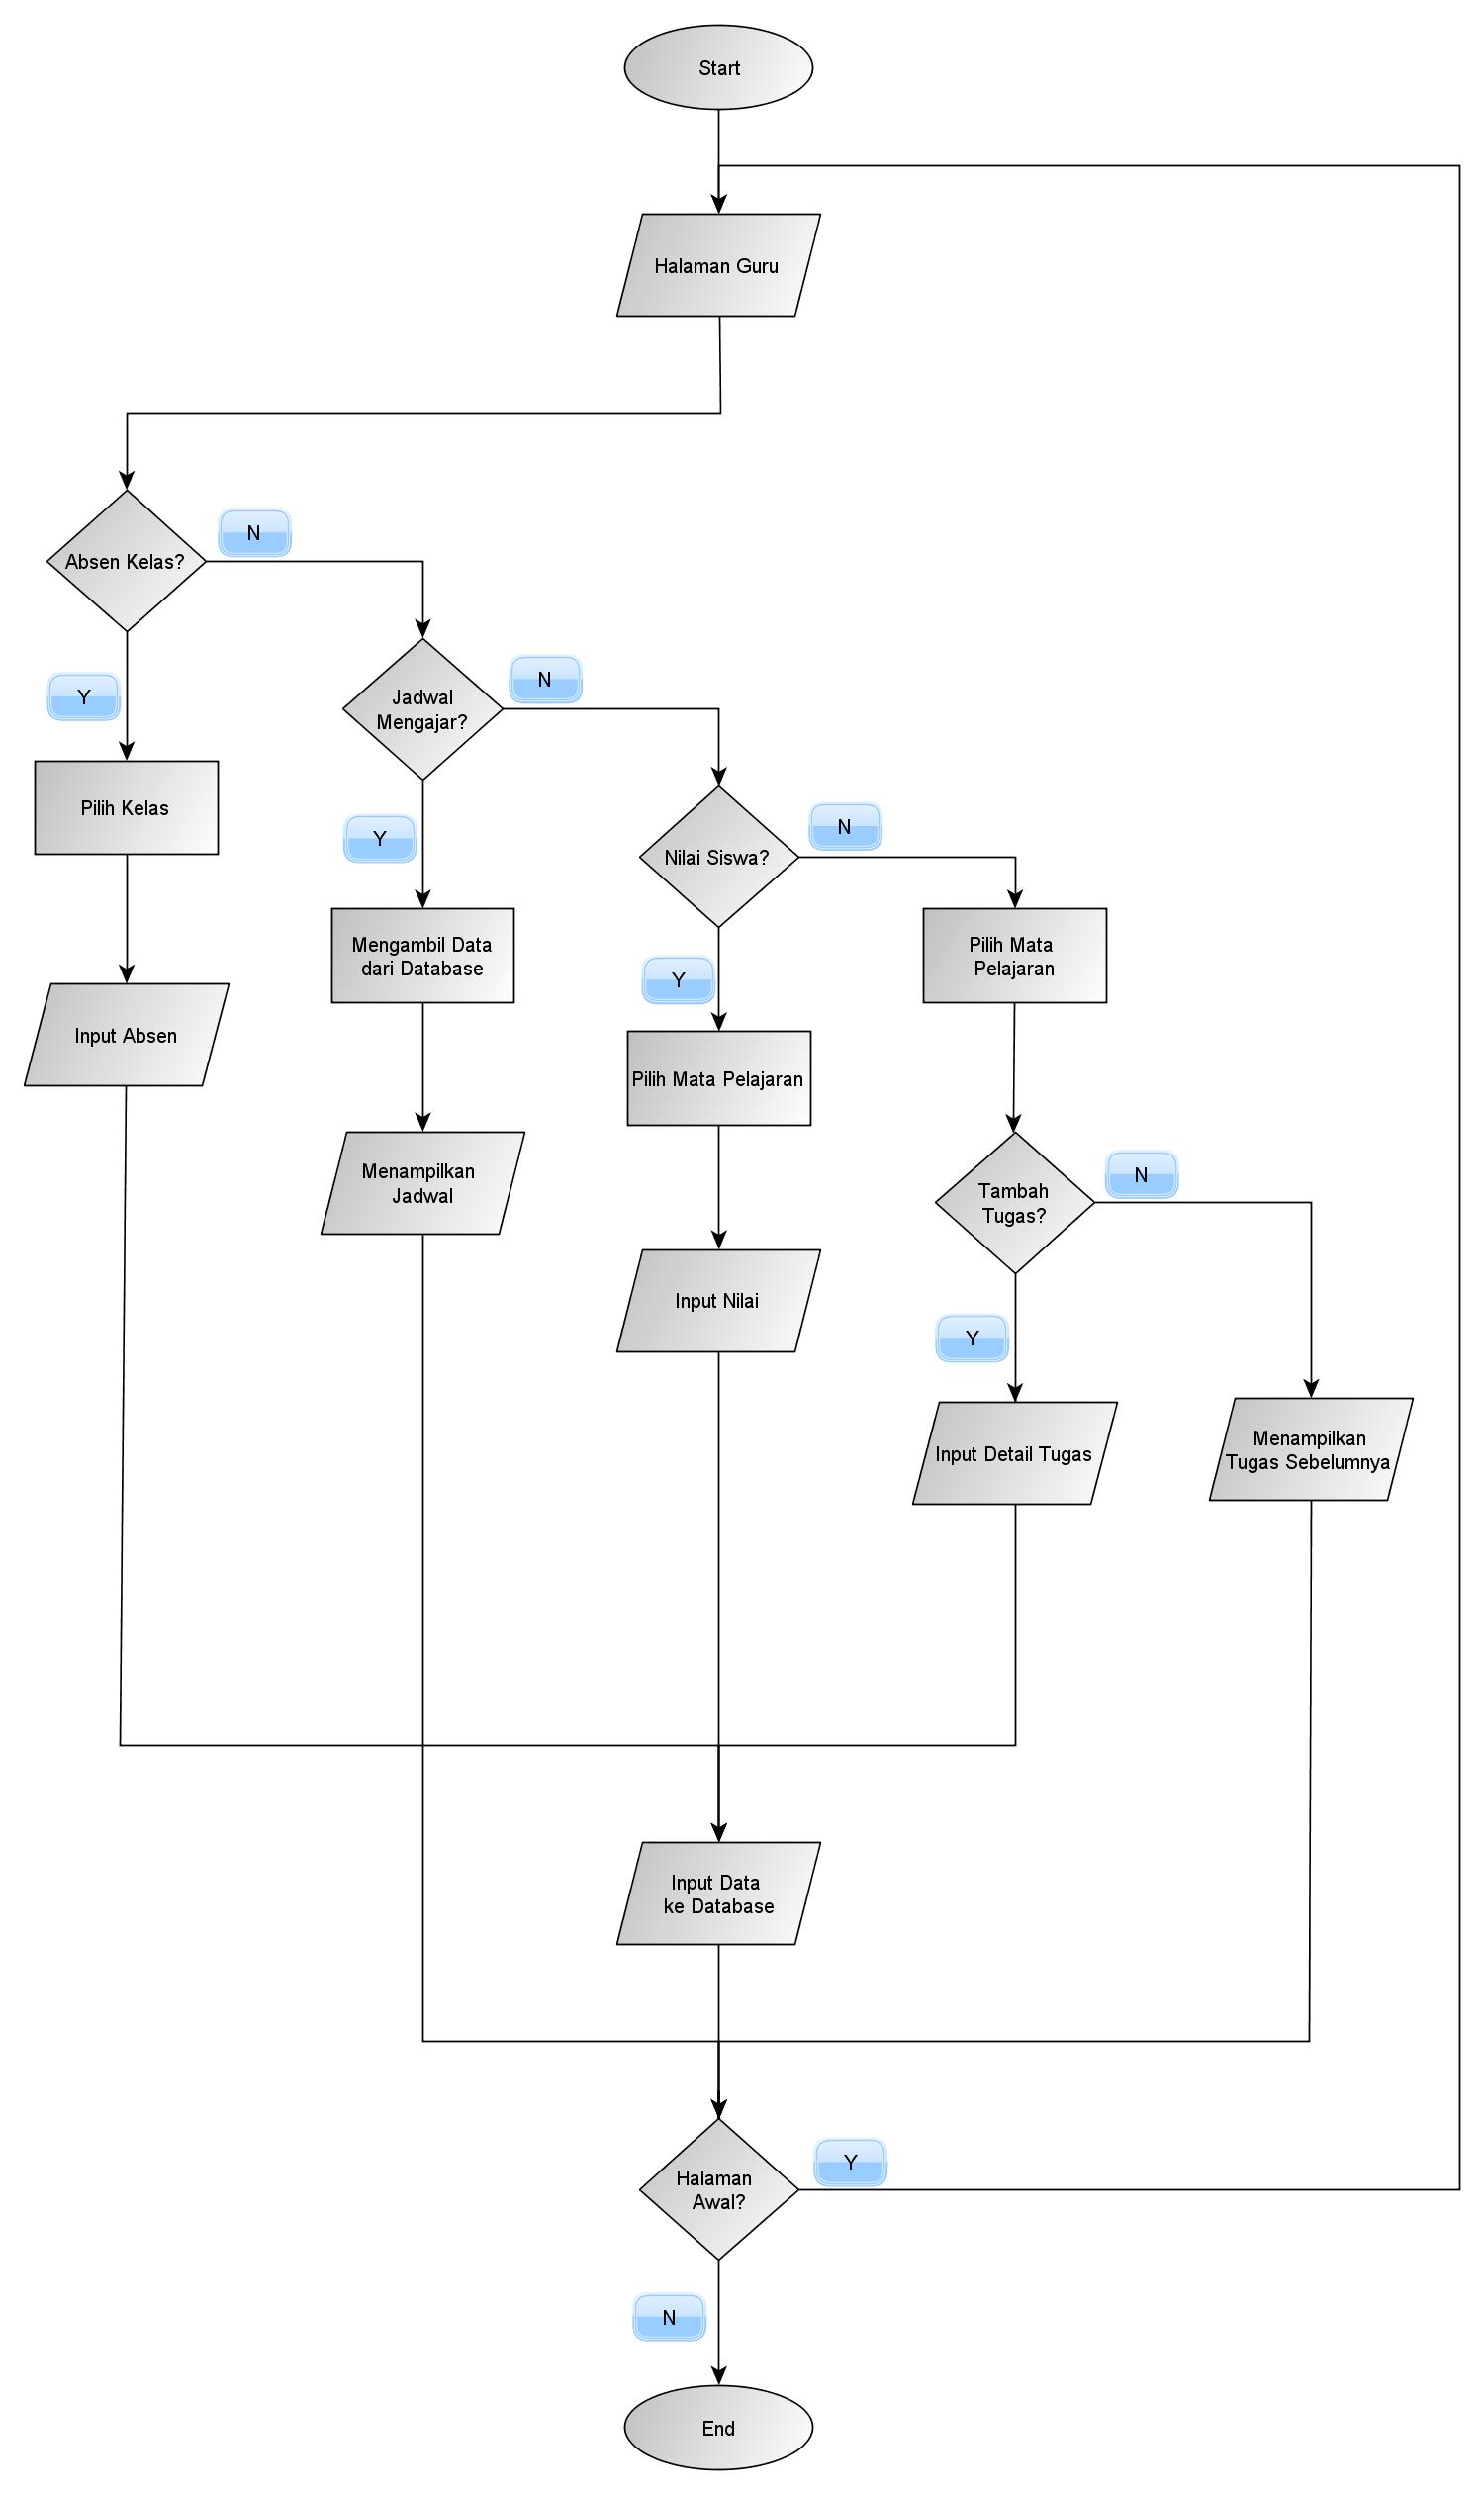 Start
Halaman Guru
N
Absen Kelas?
N
Y
Jadwal
Mengajar?
Pilih Kelas
N
Y
Nilai Siswa?
Mengambil Data
dari Database
Pilih Mata
Pelajaran
Y
Input Absen
Pilih Mata Pelajaran
N
Menampilkan
Jadwal
Tambah
Tugas?
Input Nilai
Y
Input Detail Tugas
Menampilkan
Tugas Sebelumnya
Input Data
ke Database
Y
Halaman
Awal?
N
End